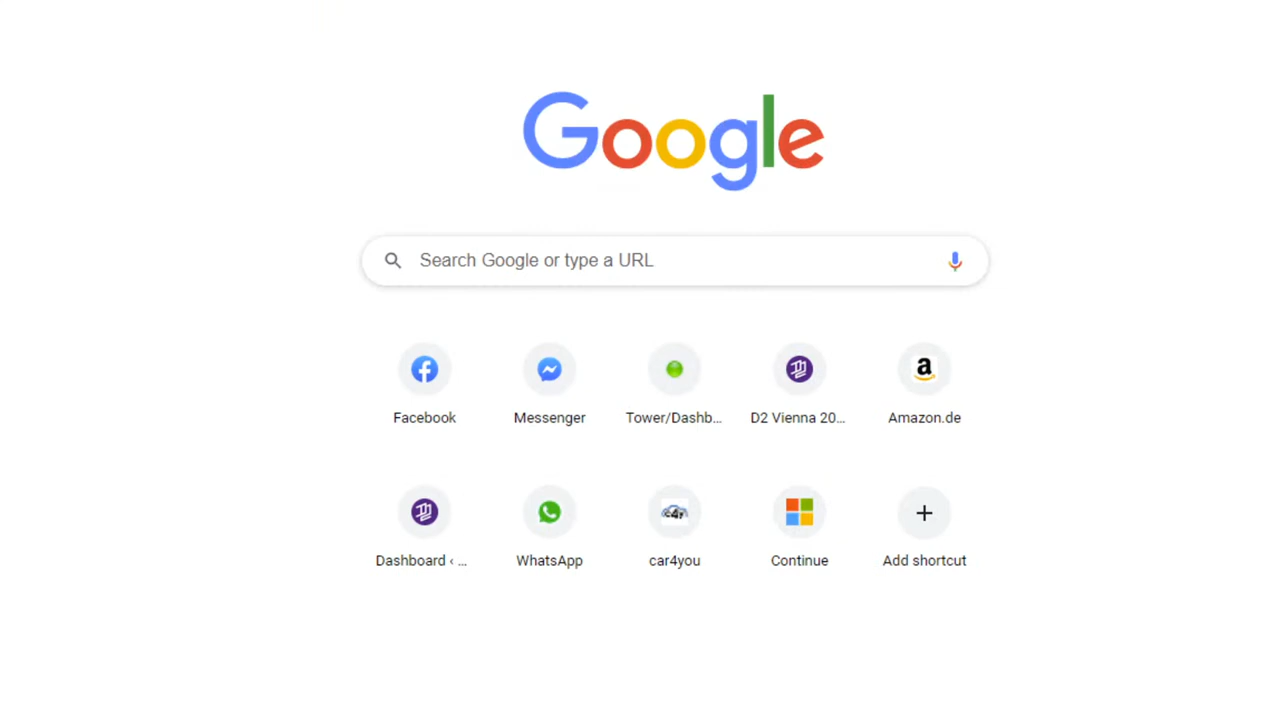 Google
Search Google or type a URL
Facebook
Messenger
Tower/Dashb...
D2 Vienna 20...
Amazon.de
Dashboard ‹ ...
WhatsApp
car4you
Continue
Add shortcut